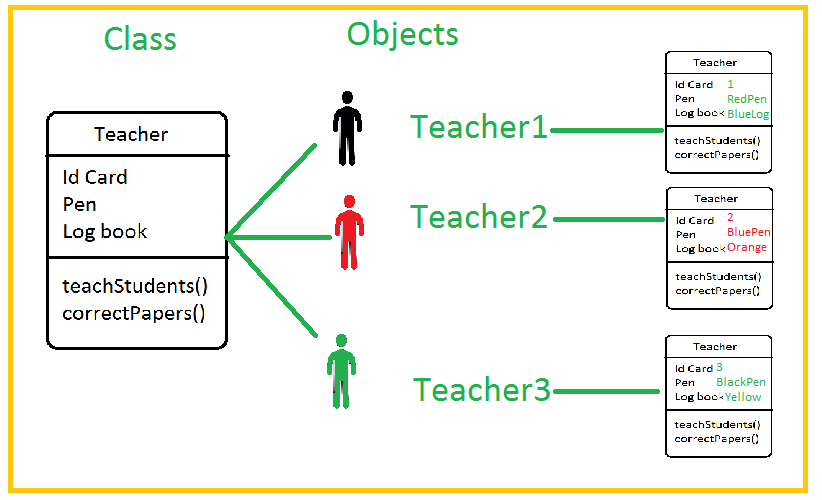 Class
Objects
Teacher
Id Card
Pen
Log book
teachStudents()
correctPapers()
Teacher1
Teacher
Id Card 1
Pen RedPen
Log book BlueLog
teachStudents()
correctPapers()
Teacher2
Teacher
Id Card 2
Pen BluePen
Log book Orange
teachStudents()
correctPapers()
Teacher3
Teacher
Id Card 3
Pen BlackPen
Log book Yellow
teachStudents()
correctPapers()